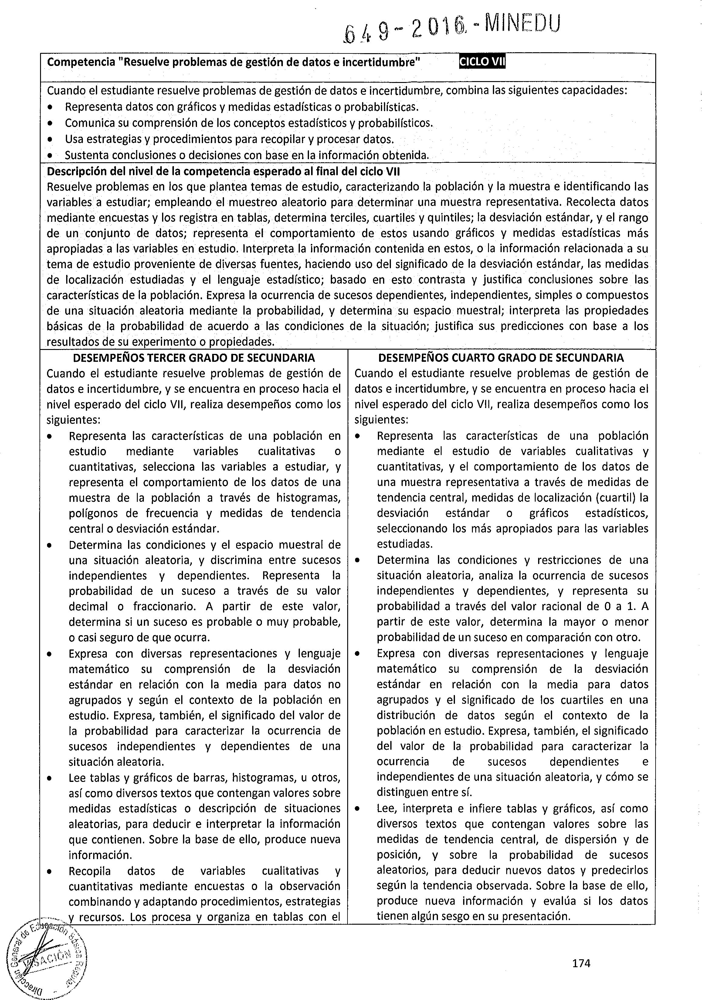 649-2016.-MINEDU
Competencia "Resuelve problemas de gestión de datos e incertidumbre" CICLO VII
Cuando el estudiante resuelve problemas de gestión de datos e incertidumbre, combina las siguientes capacidades:
• Representa datos con gráficos y medidas estadísticas o probabilísticas.
• Comunica su comprensión de los conceptos estadísticos y probabilísticos.
• Usa estrategias y procedimientos para recopilar y procesar datos.
• Sustenta conclusiones o decisiones con base en la información obtenida.
Descripción del nivel de la competencia esperado al final del ciclo VII
Resuelve problemas en los que plantea temas de estudio, caracterizando la población y la muestra e identificando las
variables a estudiar; empleando el muestreo aleatorio para determinar una muestra representativa. Recolecta datos
mediante encuestas y los registra en tablas, determina terciles, cuartiles y quintiles; la desviación estándar, y el rango
de un conjunto de datos; representa el comportamiento de estos usando gráficos y medidas estadísticas más
apropiadas a las variables en estudio. Interpreta la información contenida en estos, o la información relacionada a su
tema de estudio proveniente de diversas fuentes, haciendo uso del significado de la desviación estándar, las medidas
de localización estudiadas y el lenguaje estadístico; basado en esto contrasta y justifica conclusiones sobre las
características de la población. Expresa la ocurrencia de sucesos dependientes, independientes, simples o compuestos
de una situación aleatoria mediante la probabilidad, y determina su espacio muestral; interpreta las propiedades
básicas de la probabilidad de acuerdo a las condiciones de la situación; justifica sus predicciones con base a los
resultados de su experimento o propiedades.
DESEMPEÑOS TERCER GRADO DE SECUNDARIA
Cuando el estudiante resuelve problemas de gestión de
datos e incertidumbre, y se encuentra en proceso hacia el
nivel esperado del ciclo VII, realiza desempeños como los
siguientes:
• Representa las características de una población en
estudio mediante variables cualitativas o
cuantitativas, selecciona las variables a estudiar, y
representa el comportamiento de los datos de una
muestra de la población a través de histogramas,
polígonos de frecuencia y medidas de tendencia
central o desviación estándar.
• Determina las condiciones y el espacio muestral de
una situación aleatoria, y discrimina entre sucesos
independientes y dependientes. Representa la
probabilidad de un suceso a través de su valor
decimal o fraccionario. A partir de este valor,
determina si un suceso es probable o muy probable,
o casi seguro de que ocurra.
• Expresa con diversas representaciones y lenguaje
matemático su comprensión de la desviación
estándar en relación con la media para datos no
agrupados y según el contexto de la población en
estudio. Expresa, también, el significado del valor de
la probabilidad para caracterizar la ocurrencia de
sucesos independientes y dependientes de una
situación aleatoria.
• Lee tablas y gráficos de barras, histogramas, u otros,
así como diversos textos que contengan valores sobre
medidas estadísticas o descripción de situaciones
aleatorias, para deducir e interpretar la información
que contienen. Sobre la base de ello, produce nueva
información.
• Recopila datos de variables cualitativas y
cuantitativas mediante encuestas o la observación
combinando y adaptando procedimientos, estrategias
y recursos. Los procesa y organiza en tablas con el
DESEMPEÑOS CUARTO GRADO DE SECUNDARIA
Cuando el estudiante resuelve problemas de gestión de
datos e incertidumbre, y se encuentra en proceso hacia el
nivel esperado del ciclo VII, realiza desempeños como los
siguientes:
• Representa las características de una población
mediante el estudio de variables cualitativas y
cuantitativas, y el comportamiento de los datos de
una muestra representativa a través de medidas de
tendencia central, medidas de localización (cuartil) la
desviación estándar o gráficos estadísticos,
seleccionando los más apropiados para las variables
estudiadas.
• Determina las condiciones y restricciones de una
situación aleatoria, analiza la ocurrencia de sucesos
independientes y dependientes, y representa su
probabilidad a través del valor racional de 0 a 1. A
partir de este valor, determina la mayor o menor
probabilidad de un suceso en comparación con otro.
• Expresa con diversas representaciones y lenguaje
matemático su comprensión de la desviación
estándar en relación con la media para datos
agrupados y el significado de los cuartiles en una
distribución de datos según el contexto de la
población en estudio. Expresa, también, el significado
del valor de la probabilidad para caracterizar la
ocurrencia de sucesos dependientes e
independientes de una situación aleatoria, y cómo se
distinguen entre sí.
• Lee, interpreta e infiere tablas y gráficos, así como
diversos textos que contengan valores sobre las
medidas de tendencia central, de dispersión y de
posición, y sobre la probabilidad de sucesos
aleatorios, para deducir nuevos datos y predecirlos
según la tendencia observada. Sobre la base de ello,
produce nueva información y evalúa si los datos
tienen algún sesgo en su presentación.
Dirección General de Educación Básica Regular
VISACIÓN
174